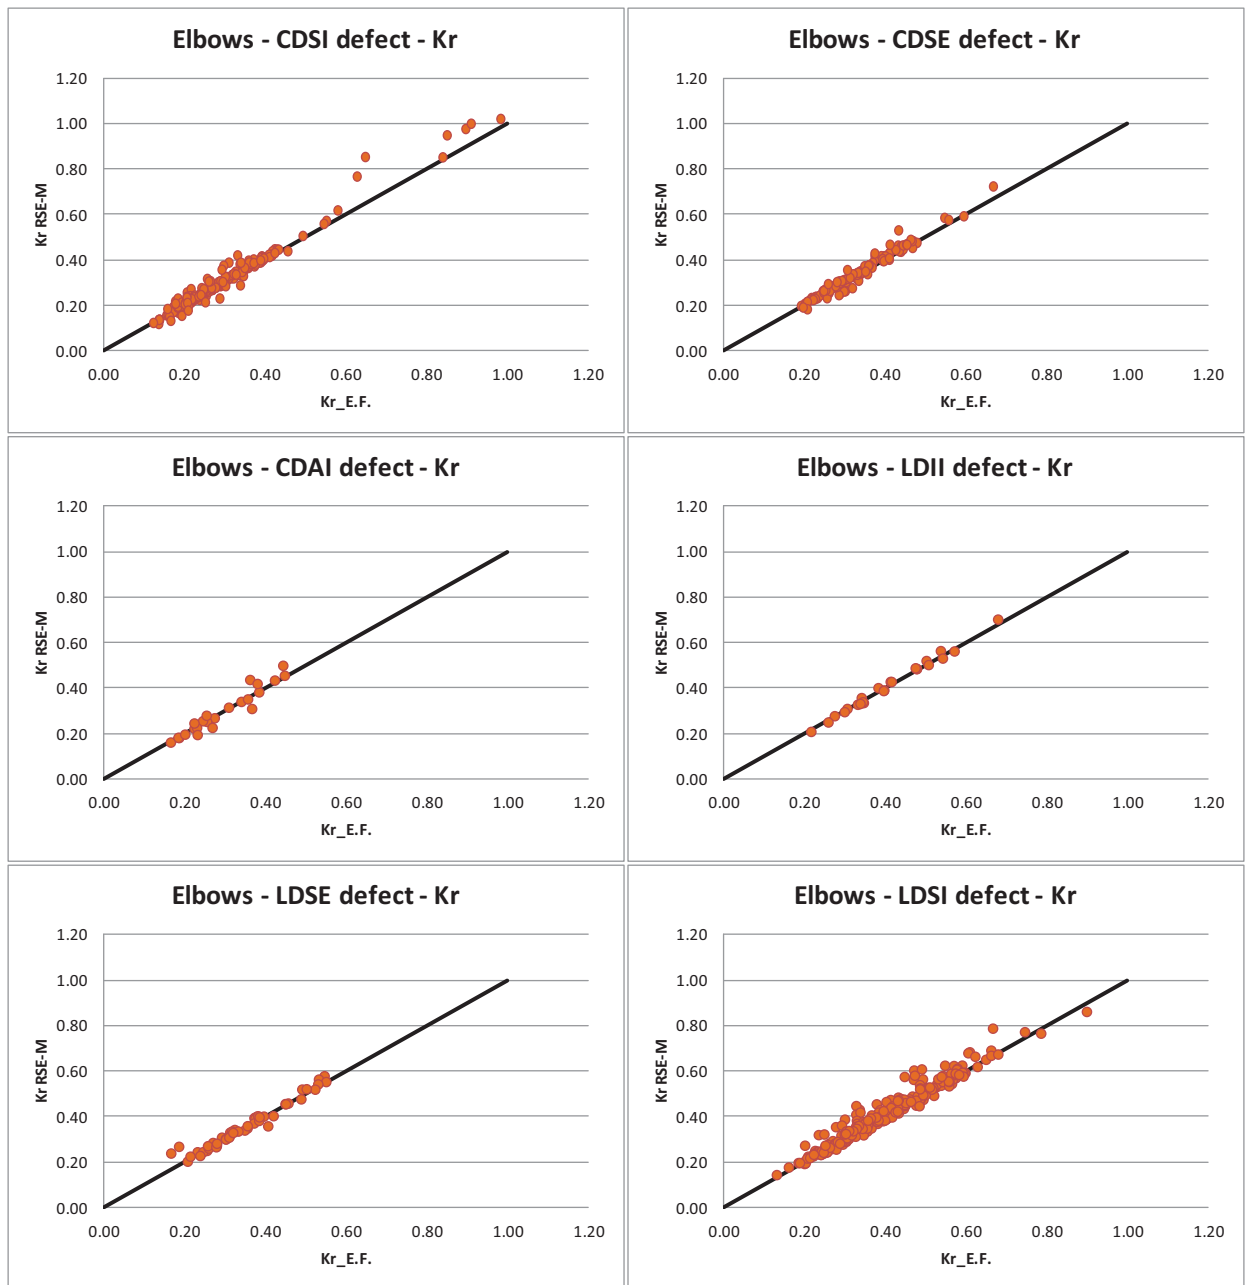 Elbows - CDSI defect - Kr
1.20
1.00
0.80
0.60
0.40
0.20
0.00
Kr RSE-M
0.00 0.20 0.40 0.60 0.80 1.00 1.20
Kr_E.F.
Elbows - CDSE defect - Kr
1.20
1.00
0.80
0.60
0.40
0.20
0.00
Kr RSE-M
0.00 0.20 0.40 0.60 0.80 1.00 1.20
Kr_E.F.
Elbows - CDAI defect - Kr
1.20
1.00
0.80
0.60
0.40
0.20
0.00
Kr RSE-M
0.00 0.20 0.40 0.60 0.80 1.00 1.20
Kr_E.F.
Elbows - LDII defect - Kr
1.20
1.00
0.80
0.60
0.40
0.20
0.00
Kr RSE-M
0.00 0.20 0.40 0.60 0.80 1.00 1.20
Kr_E.F.
Elbows - LDSE defect - Kr
1.20
1.00
0.80
0.60
0.40
0.20
0.00
Kr RSE-M
0.00 0.20 0.40 0.60 0.80 1.00 1.20
Kr_E.F.
Elbows - LDSI defect - Kr
1.20
1.00
0.80
0.60
0.40
0.20
0.00
Kr RSE-M
0.00 0.20 0.40 0.60 0.80 1.00 1.20
Kr_E.F.